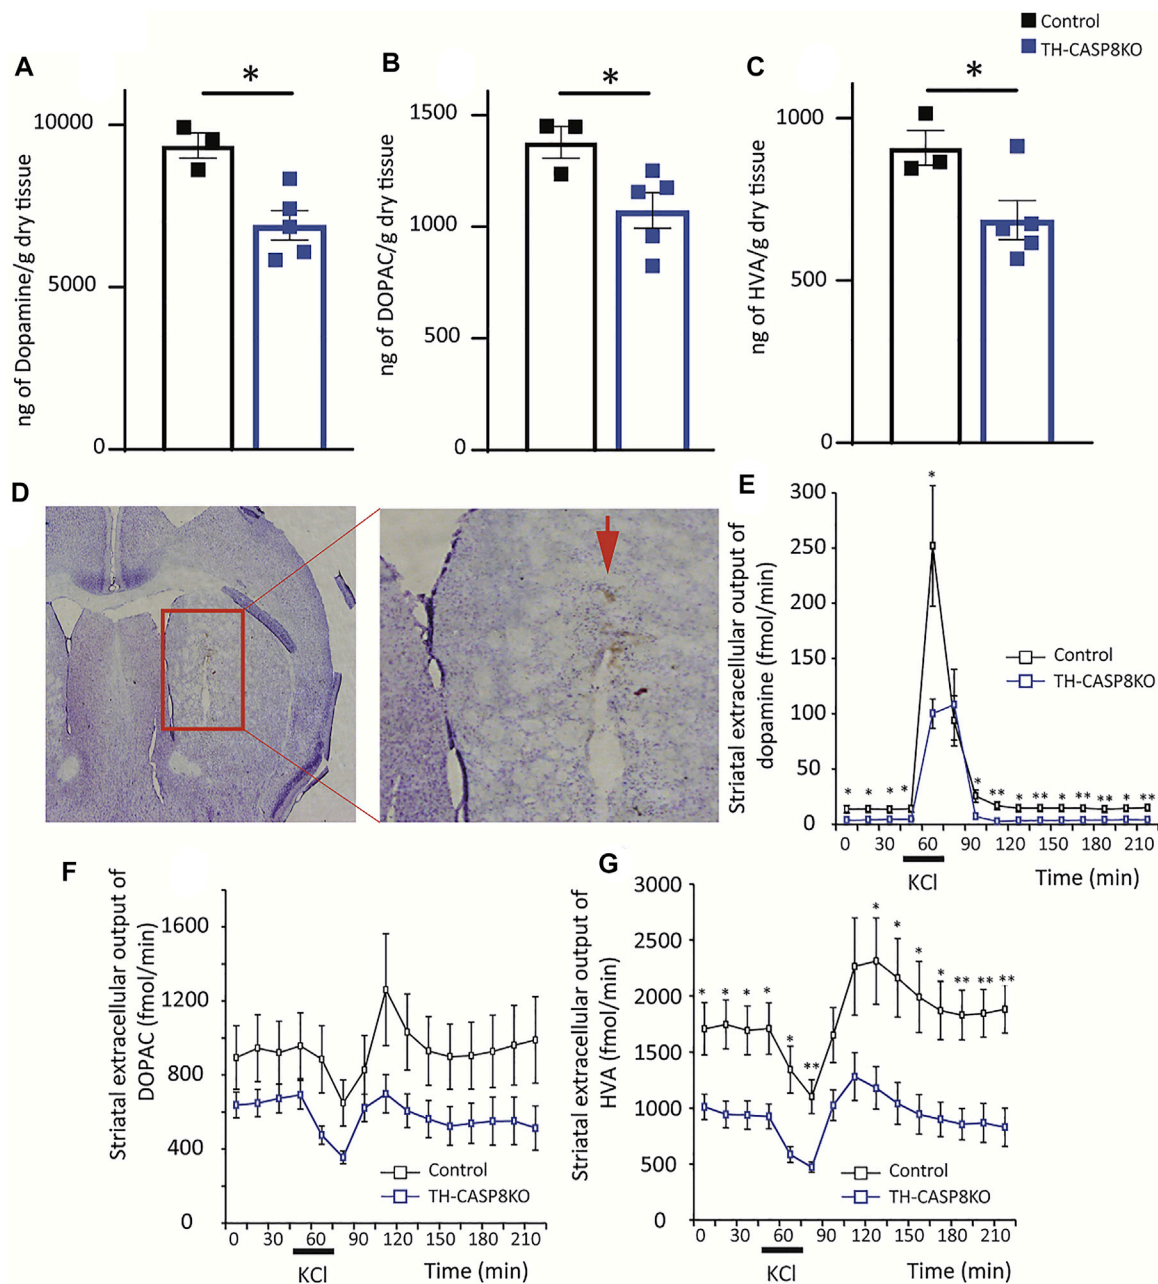 Control
TH-CASP8KO
A
*
10000
5000
0
ng of Dopamine/g dry tissue
B
*
1500
1000
500
0
ng of DOPAC/g dry tissue
C
*
1000
500
0
ng of HVA/g dry tissue
D
E
Striatal extracellular output of
dopamine (fmol/min)
300
250
200
150
100
50
0
*
* * * *
* ** * ** * ** ** * **
Control
TH-CASP8KO
0 30 60 90 120 150 180 210
KCl
Time (min)
F
Striatal extracellular output of
DOPAC (fmol/min)
1600
1200
800
400
0
Control
TH-CASP8KO
0 30 60 90 120 150 180 210
KCl
Time (min)
G
Striatal extracellular output of
HVA (fmol/min)
3000
2500
2000
1500
1000
500
0
* * * * * ** * * * * ** ** **
Control
TH-CASP8KO
0 30 60 90 120 150 180 210
KCl
Time (min)